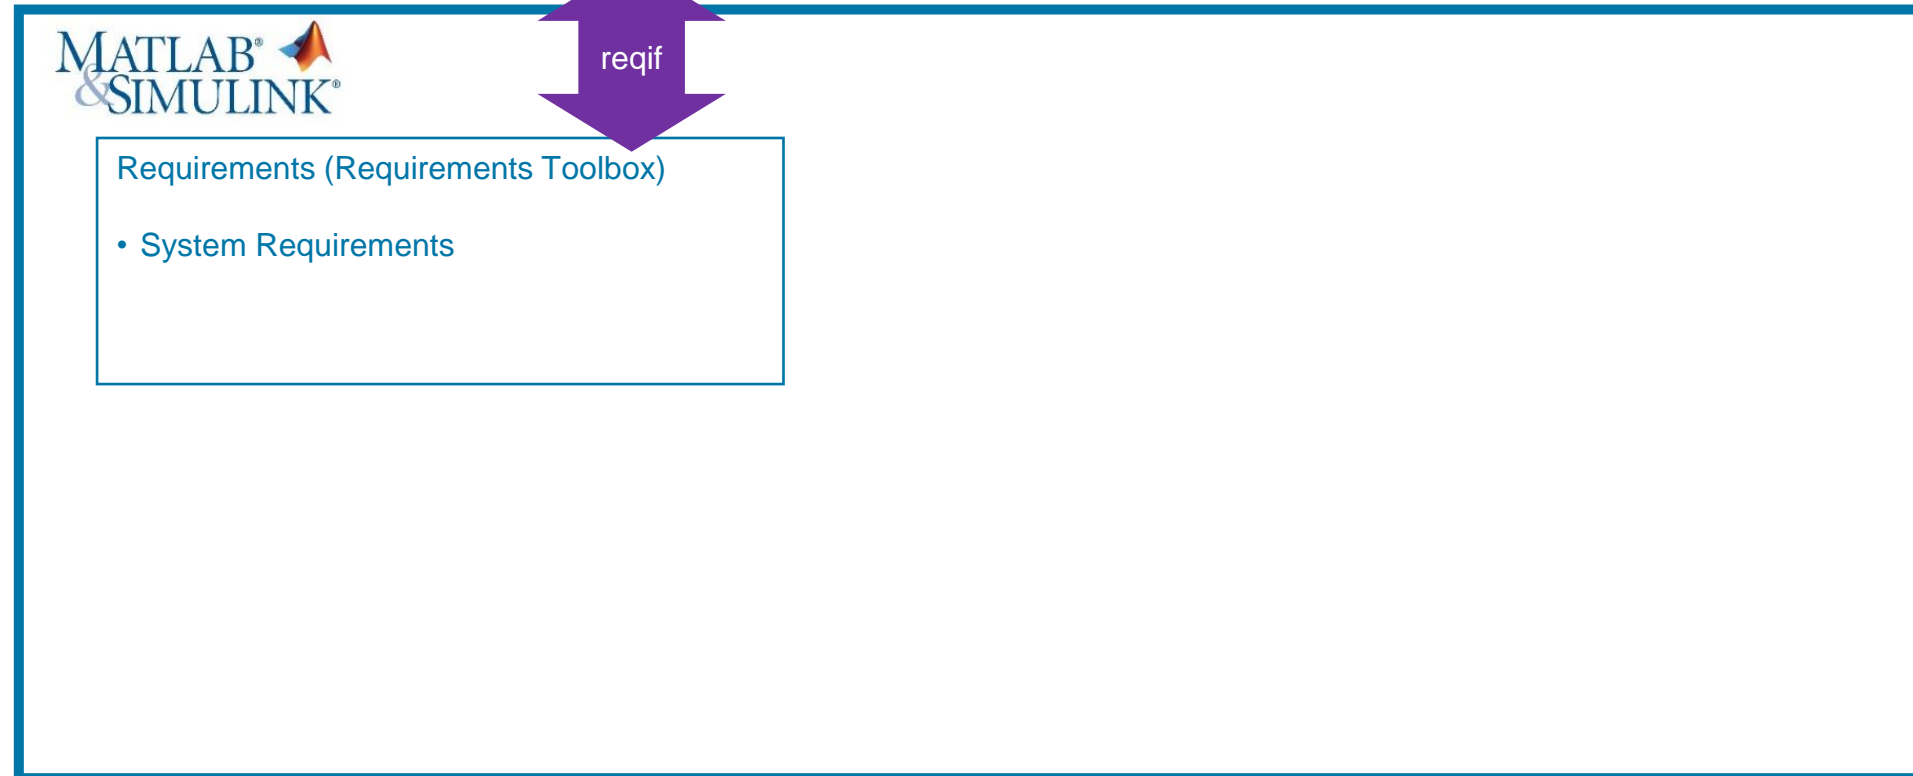 MATLAB®
&SIMULINK®
reqif
Requirements (Requirements Toolbox)
• System Requirements